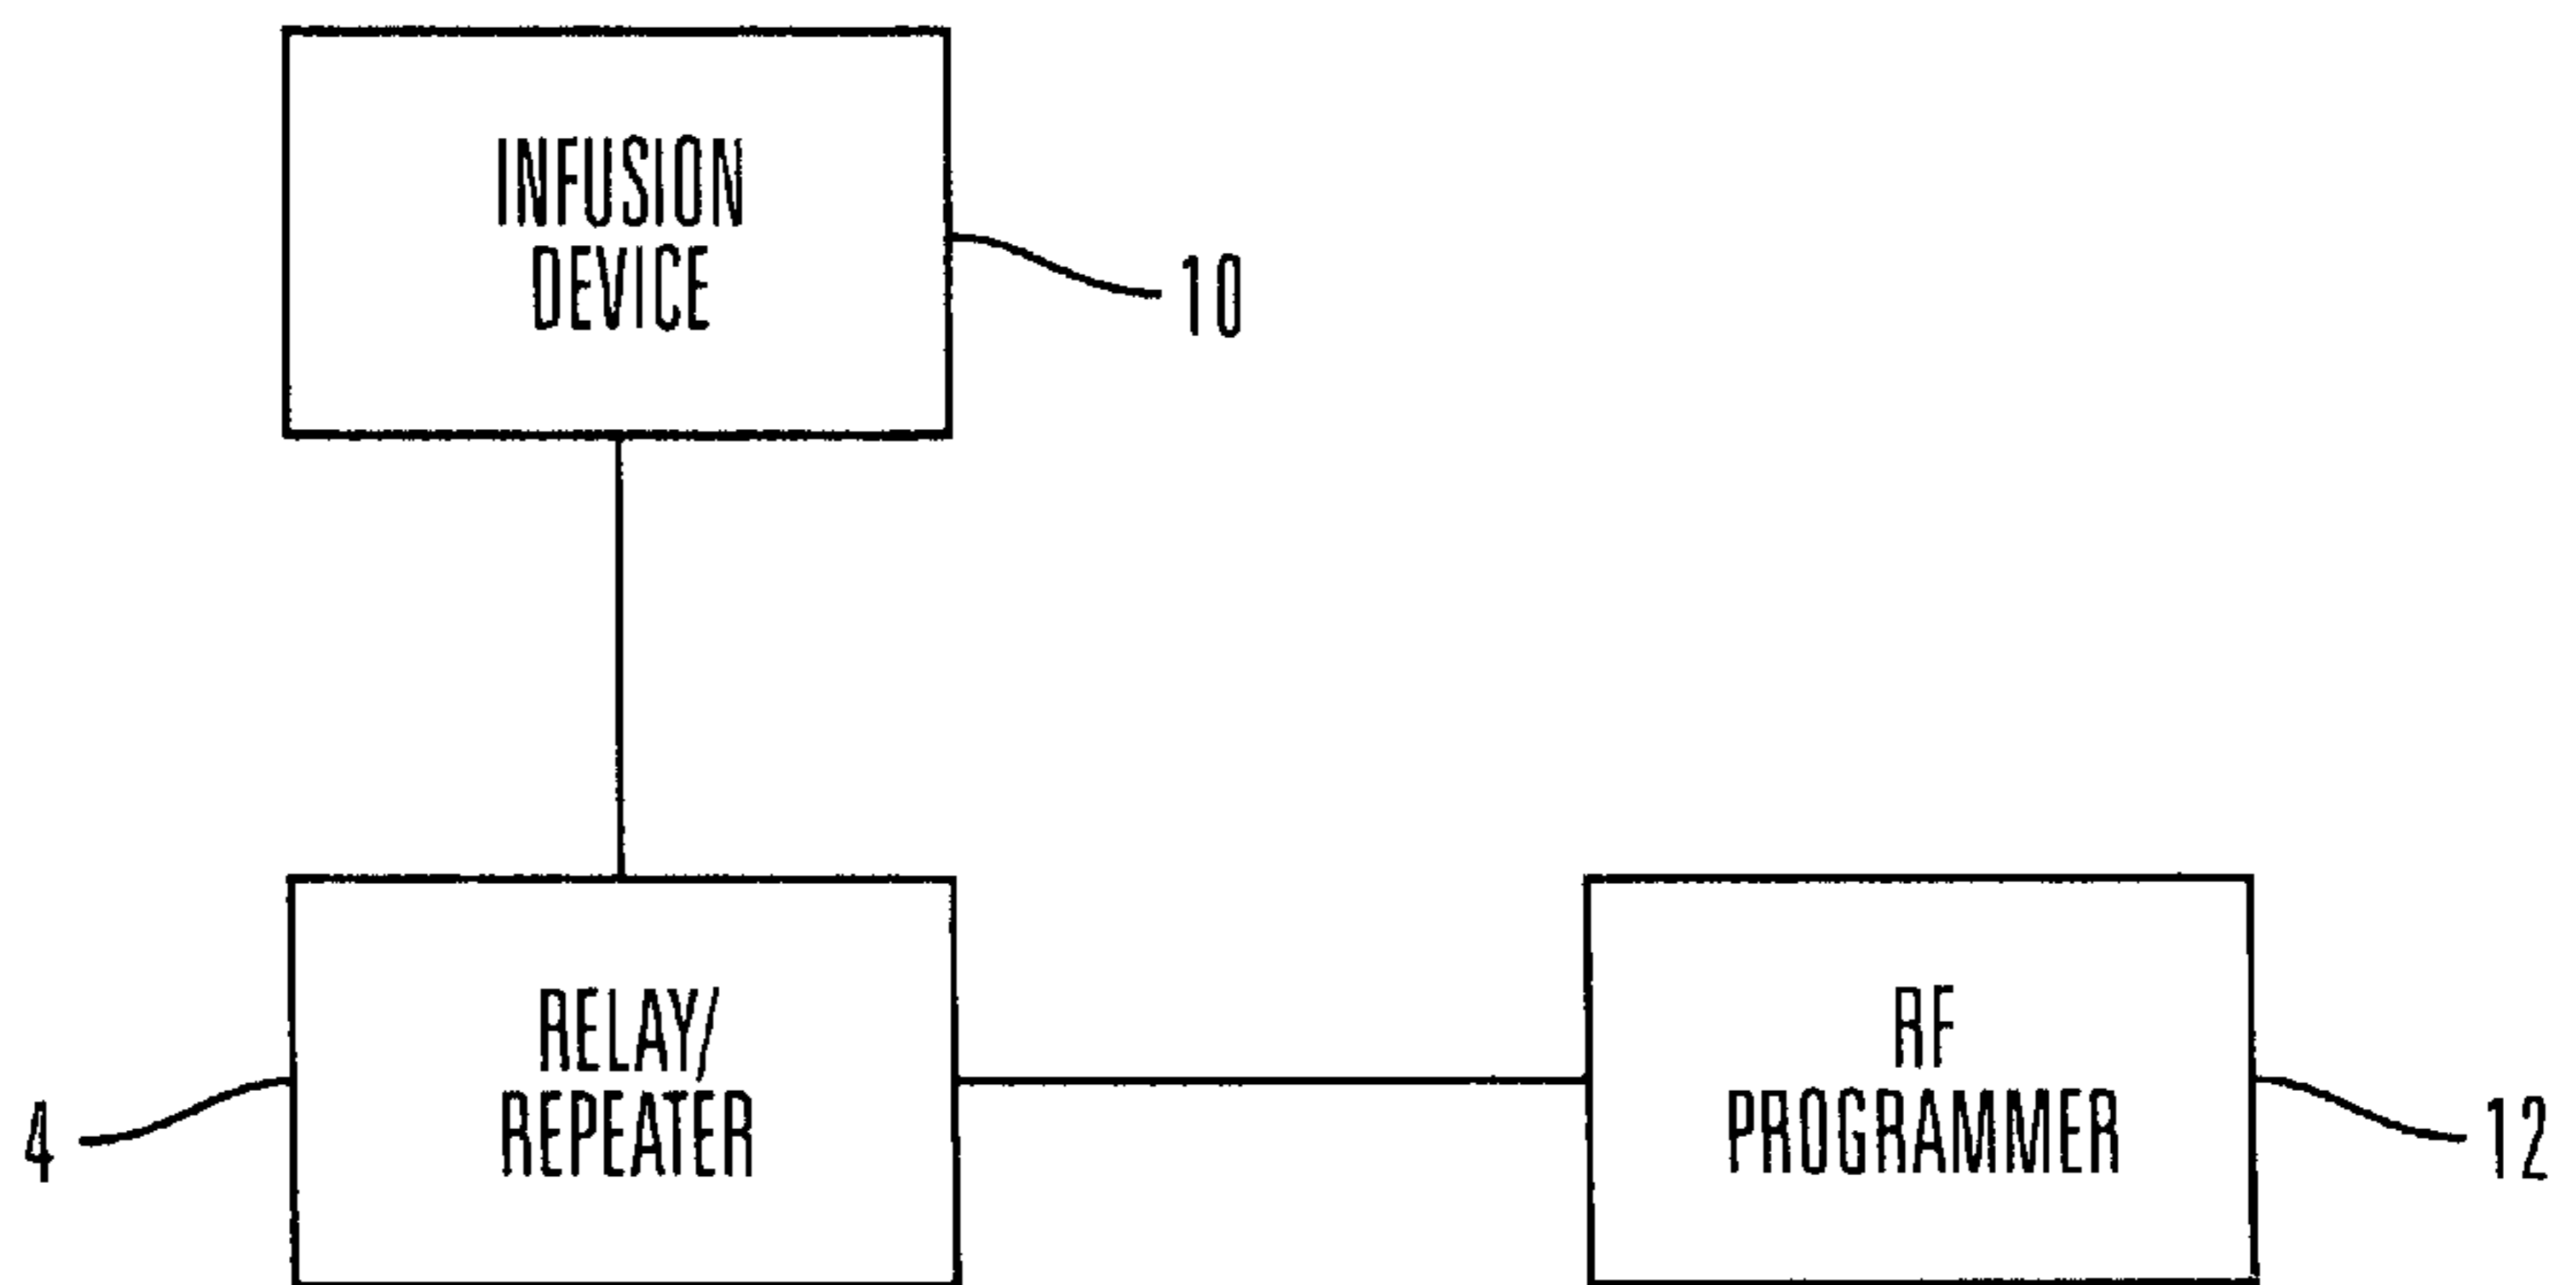 INFUSION
DEVICE
10
RELAY/
REPEATER
4
RF
PROGRAMMER
12